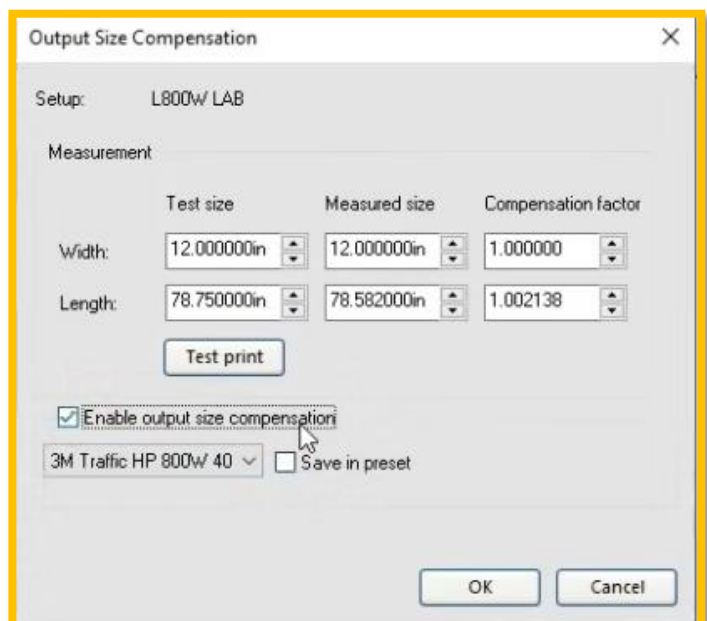 Output Size Compensation
Setup: L800W LAB
Measurement
Test size Measured size Compensation factor
Width: 12.000000in 12.000000in 1.000000
Length: 78.750000in 78.582000in 1.002138
Test print
Enable output size compensation
3M Traffic HP 800W 40 Save in preset
OK Cancel